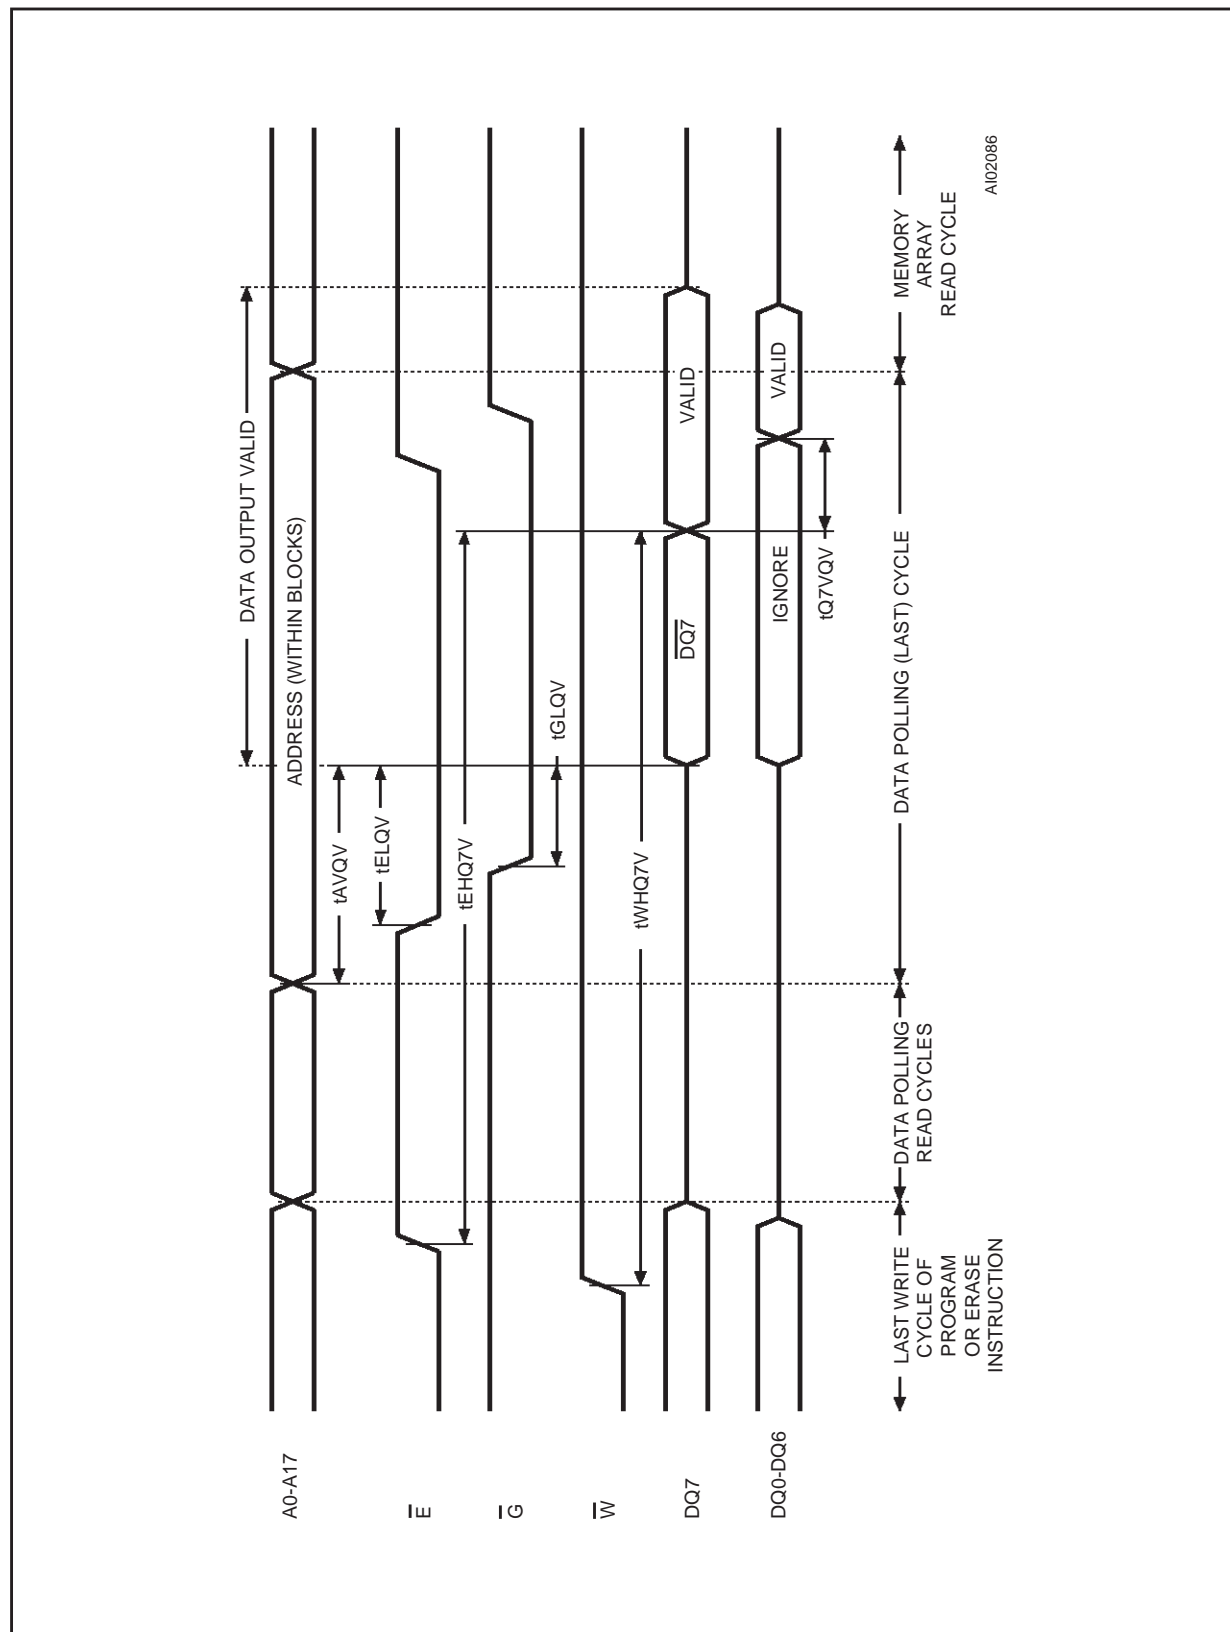 DATA OUTPUT VALID
A0-A17
ADDRESS (WITHIN BLOCKS)
tAVQV
tELQV
E
tEHQ7V
G
tGLQV
W
tWHQ7V
DQ7
DQ7
VALID
DQ0-DQ6
IGNORE
VALID
tQ7VQV
LAST WRITE
CYCLE OF
PROGRAM
OR ERASE
INSTRUCTION
DATA POLLING
READ CYCLES
DATA POLLING (LAST) CYCLE
MEMORY
ARRAY
READ CYCLE
AI02086